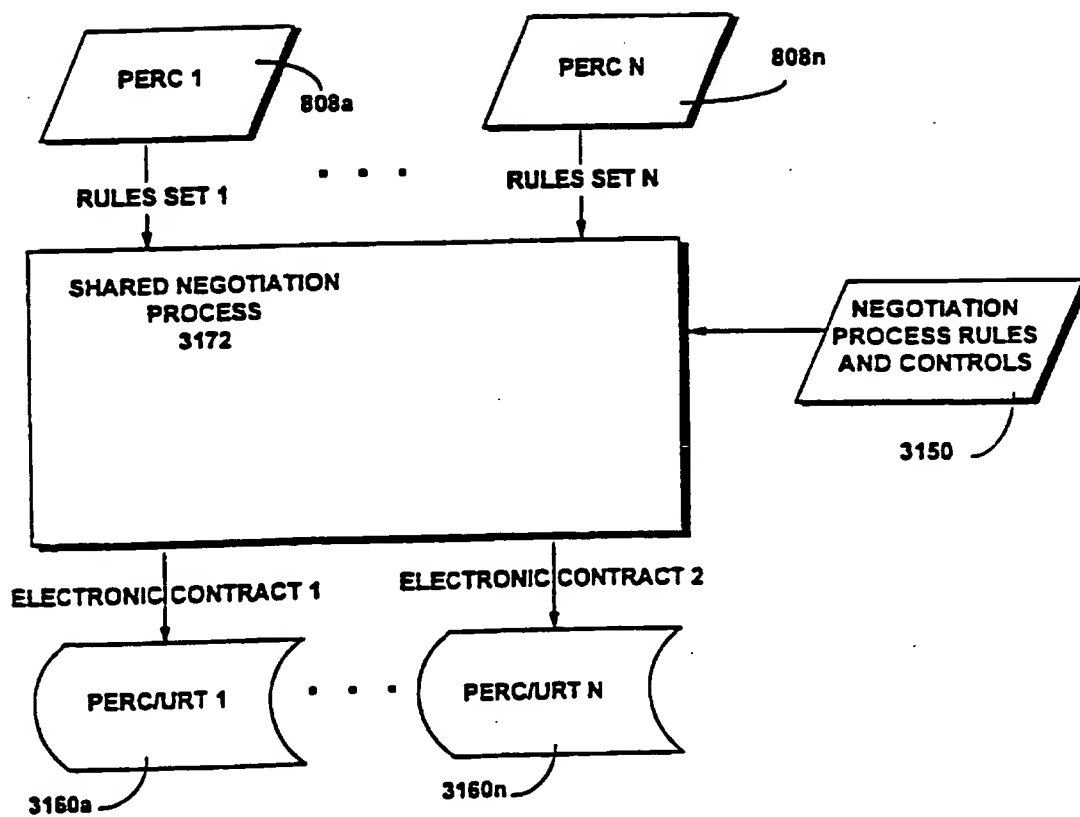 PERC 1
808a
PERC N
808n
RULES SET 1
RULES SET N
SHARED NEGOTIATION
PROCESS
3172
NEGOTIATION
PROCESS RULES
AND CONTROLS
3150
ELECTRONIC CONTRACT 1
ELECTRONIC CONTRACT 2
PERC/URT 1
PERC/URT N
3160a
3160n